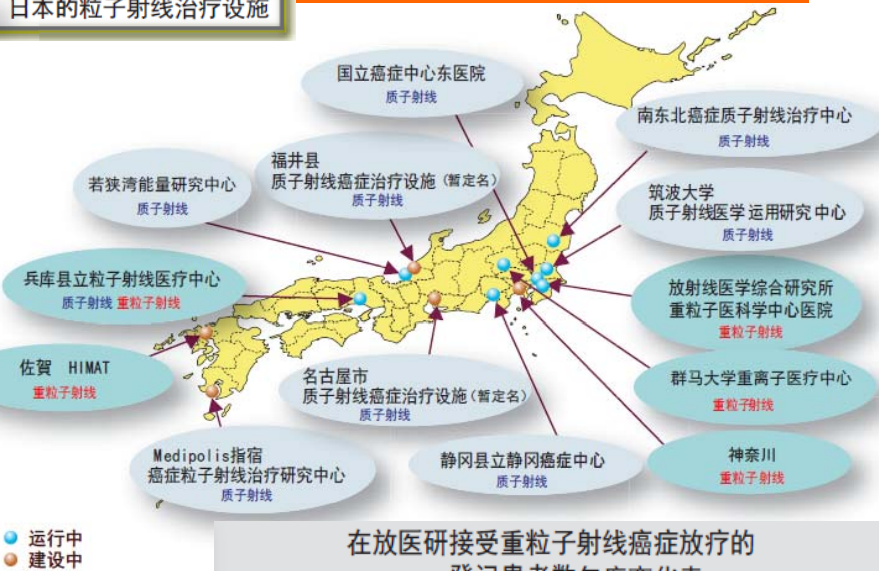 日本的粒子射线治疗设施
国立癌症中心东医院
质子射线
南东北癌症质子射线治疗中心
质子射线
福井县
质子射线癌症治疗设施（暂定名）
质子射线
若狭湾能量研究中心
质子射线
筑波大学
质子射线医学运用研究中心
质子射线
兵库县立粒子射线医疗中心
质子射线 重粒子射线
放射线医学综合研究所
重粒子医科学中心医院
重粒子射线
佐賀 HIMAT
重粒子射线
名古屋市
质子射线癌症治疗设施（暂定名）
质子射线
群马大学重离子医疗中心
重粒子射线
Medipolis指宿
癌症粒子射线治疗研究中心
质子射线
静冈县立静冈癌症中心
质子射线
神奈川
重粒子射线
运行中
建设中
在放医研接受重粒子射线癌症放疗的